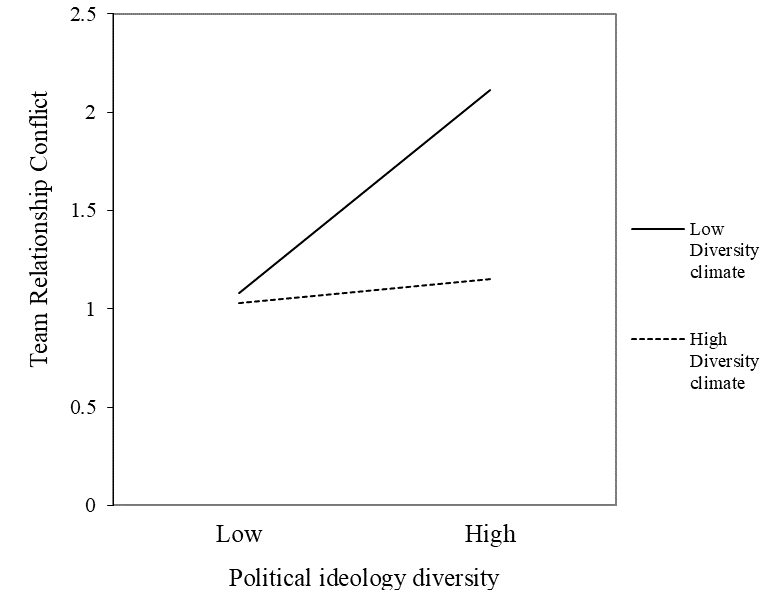 2.5
2
1.5
1
0.5
0
Team Relationship Conflict
Low
High
Political ideology diversity
Low
Diversity
climate
High
Diversity
climate